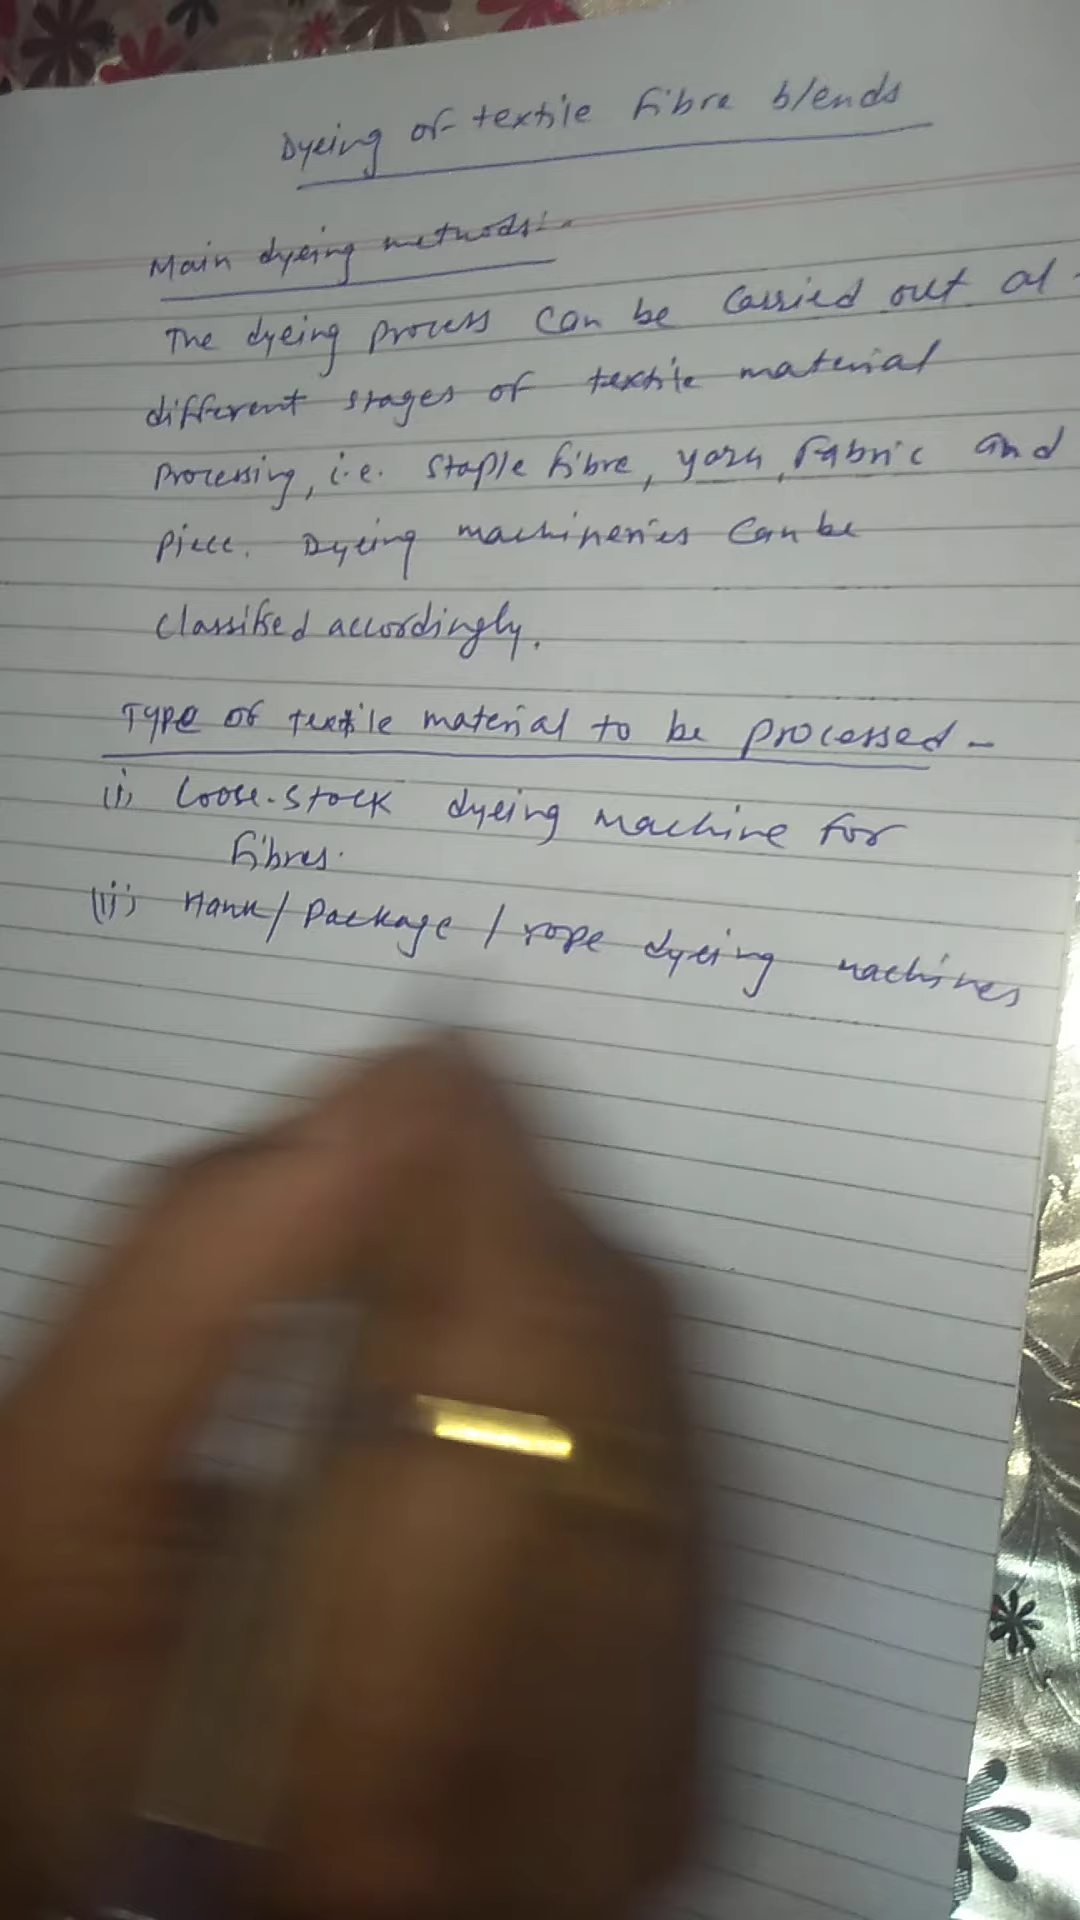 Dyeing of textile fibre blends
Main dyeing methods:-
The dyeing process can be carried out at
different stages of textile material
processing, i.e. staple fibre, yarn, fabric and
piece. Dyeing machineries can be
classified accordingly.
Type of textile material to be processed -
(i) Loose-stock dyeing machine for
fibres.
(ii) Hank/ Package / rope dyeing machines